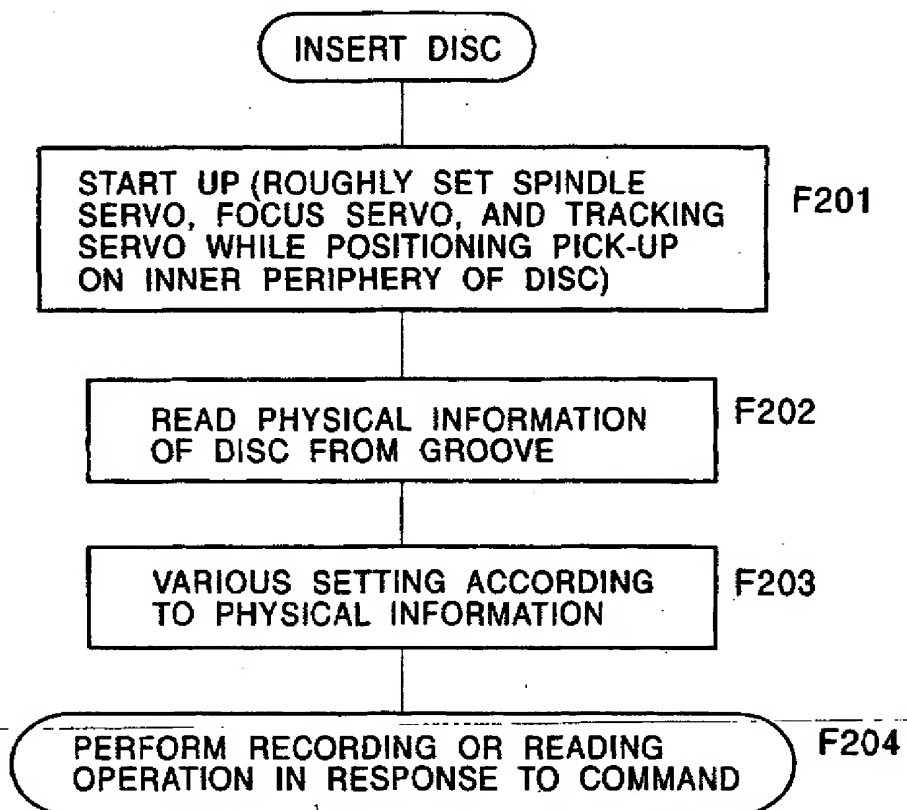 INSERT DISC
START UP (ROUGHLY SET SPINDLE
SERVO, FOCUS SERVO, AND TRACKING
SERVO WHILE POSITIONING PICK-UP
ON INNER PERIPHERY OF DISC)
F201
READ PHYSICAL INFORMATION
OF DISC FROM GROOVE
F202
VARIOUS SETTING ACCORDING
TO PHYSICAL INFORMATION
F203
PERFORM RECORDING OR READING
OPERATION IN RESPONSE TO COMMAND
F204